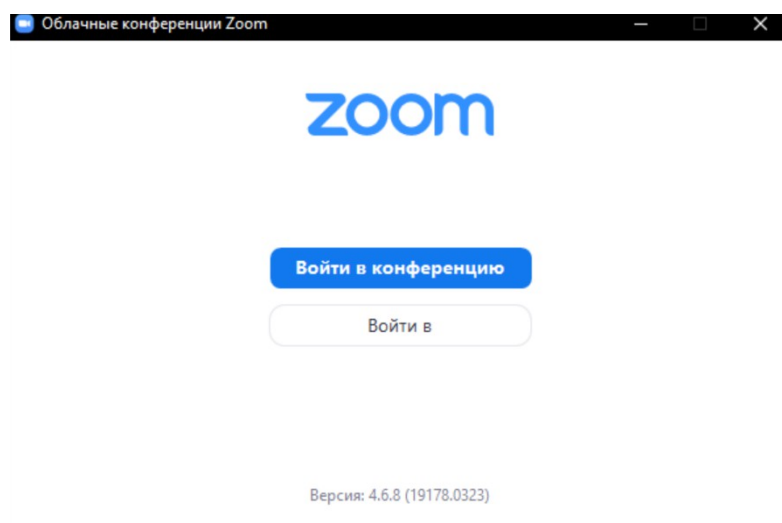 Облачные конференции Zoom
zoom
Войти в конференцию
Войти в
Версия: 4.6.8 (19178.0323)